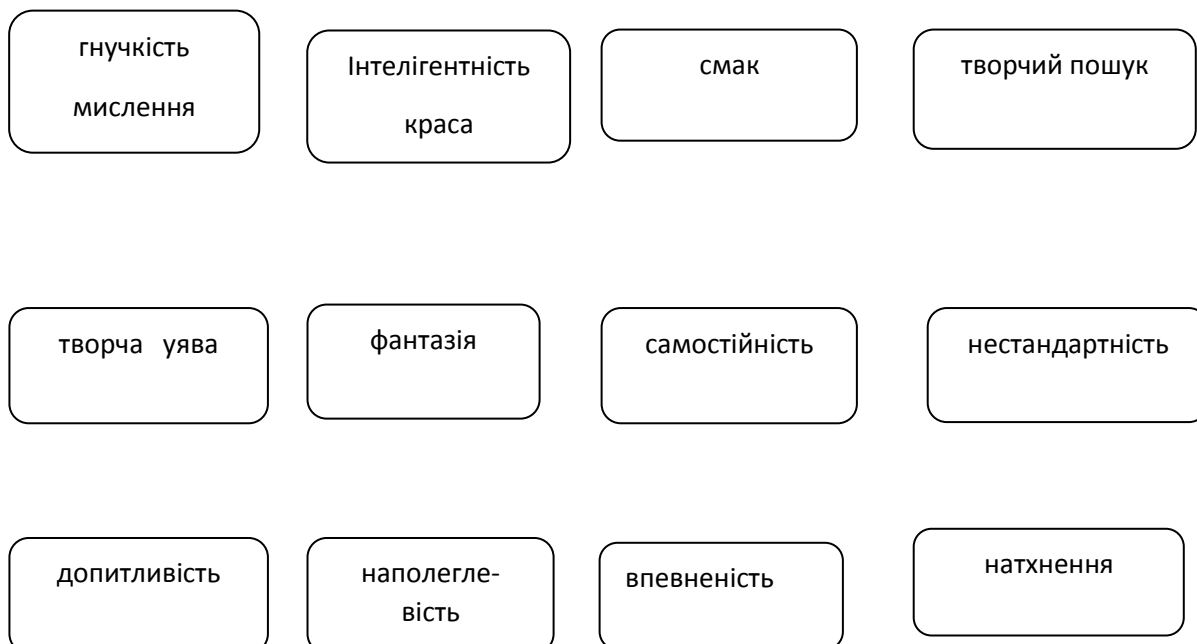 гнучкість
мислення
Інтелігентність
краса
смак
творчий пошук
творча уява
фантазія
самостійність
нестандартність
допитливість
наполегле-
вість
впевненість
натхнення